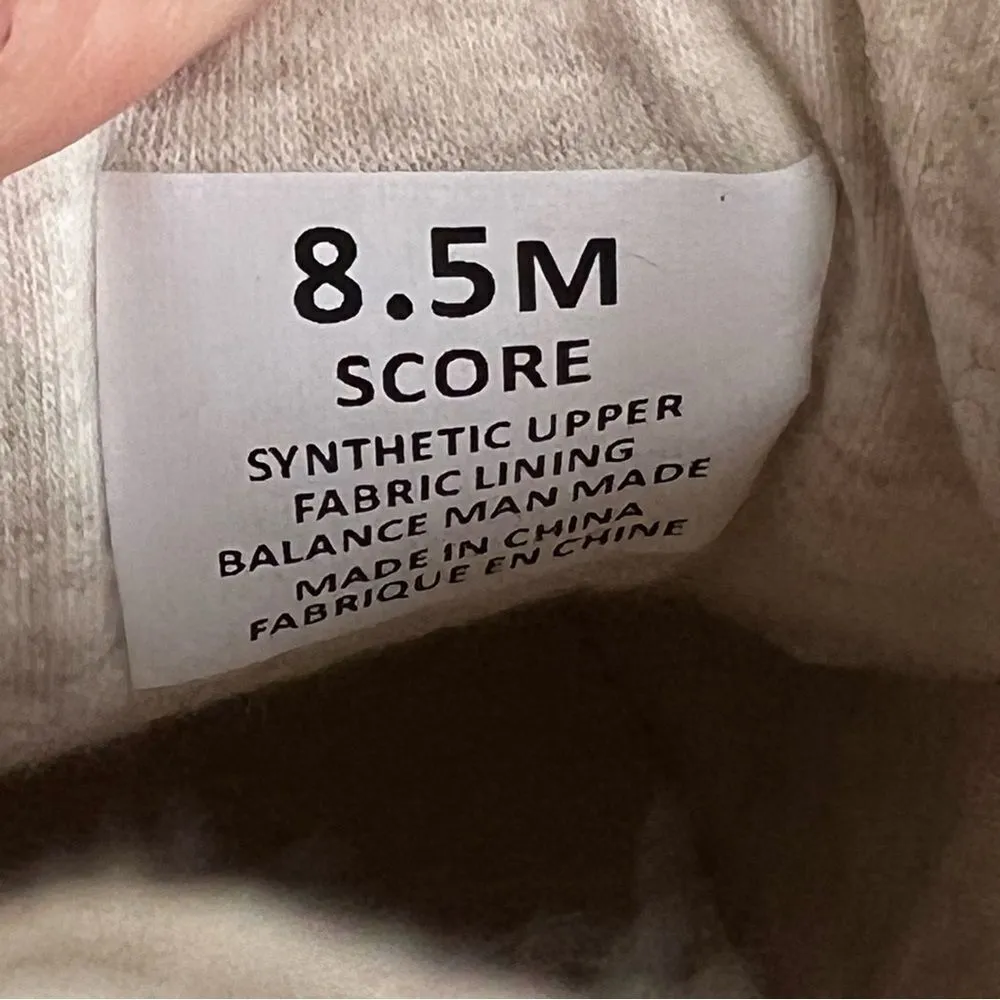 8.5M
SCORE
SYNTHETIC UPPER
FABRIC LINING
BALANCE MAN MADE
MADE IN CHINA
FABRIQUE EN CHINE